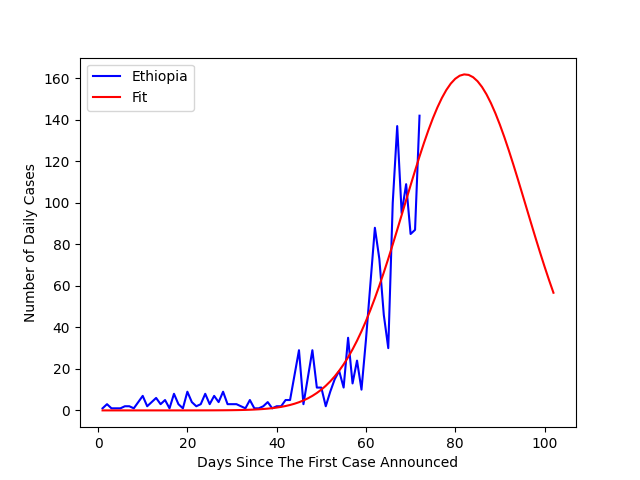 Ethiopia
Fit
Number of Daily Cases
160
140
120
100
80
60
40
20
0
0 20 40 60 80 100
Days Since The First Case Announced